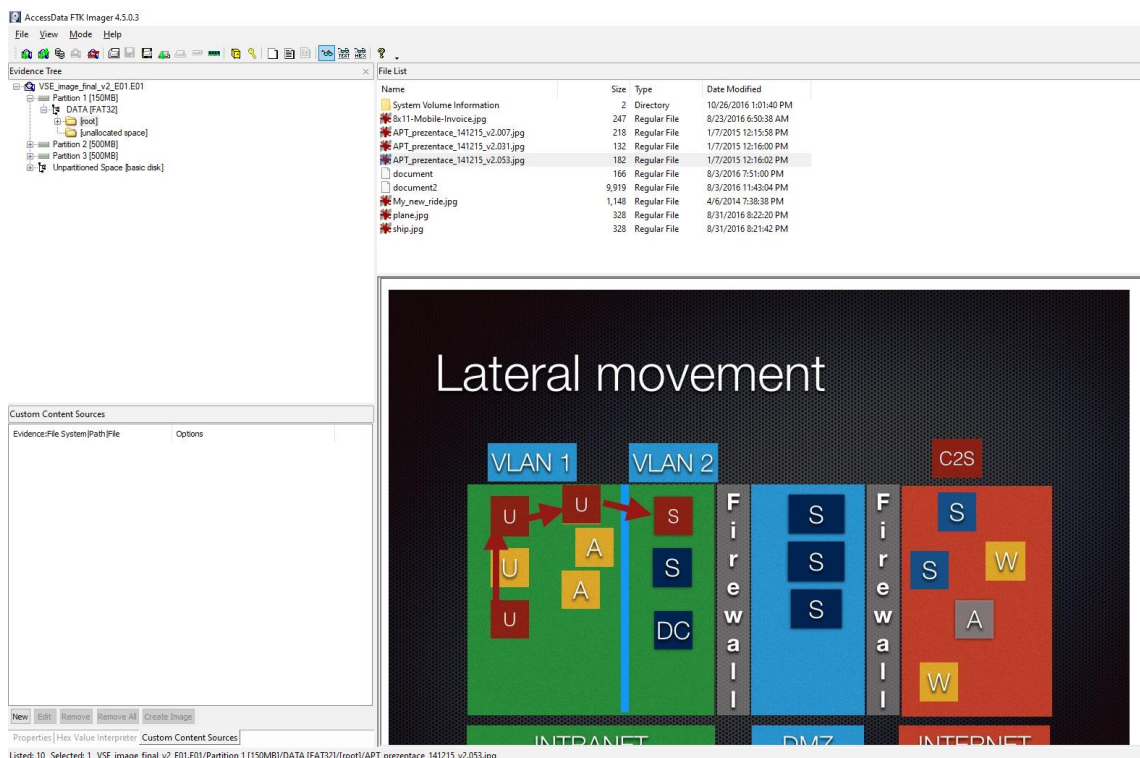 AccessData FTK Imager 4.5.0.3
File View Mode Help
Evidence Tree
VSE_image_final_v2_E01.E01
Partition 1 [150MB]
DATA [FAT32]
[root]
[unallocated space]
Partition 2 [500MB]
Partition 3 [500MB]
Unpartitioned Space [basic disk]
Custom Content Sources
Evidence:File System|Path|File Options
New Edit Remove Remove All Create Image
Properties Hex Value Interpreter Custom Content Sources
File List
Name Size Type Date Modified
System Volume Information 2 Directory 10/26/2016 1:01:40 PM
8x11-Mobile-Invoice.jpg 247 Regular File 8/23/2016 6:50:38 AM
APT_prezentace_141215_v2.007.jpg 218 Regular File 1/7/2015 12:15:58 PM
APT_prezentace_141215_v2.031.jpg 132 Regular File 1/7/2015 12:16:00 PM
APT_prezentace_141215_v2.053.jpg 182 Regular File 1/7/2015 12:16:02 PM
document 166 Regular File 8/3/2016 7:51:00 PM
document2 9,919 Regular File 8/3/2016 11:43:04 PM
My_new_ride.jpg 1,148 Regular File 4/6/2014 7:38:38 PM
plane.jpg 328 Regular File 8/31/2016 8:22:20 PM
ship.jpg 328 Regular File 8/31/2016 8:21:42 PM
Lateral movement
VLAN 1 VLAN 2 C2S
U U S
U A S
U A DC
Firewall
S
S
S
Firewall
S
S W
A
W
INTRANET DMZ INTERNET
Listed: 10 Selected: 1 VSE_image_final_v2_E01.E01/Partition 1 [150MB]/DATA [FAT32]/[root]/APT_prezentace_141215_v2.053.jpg